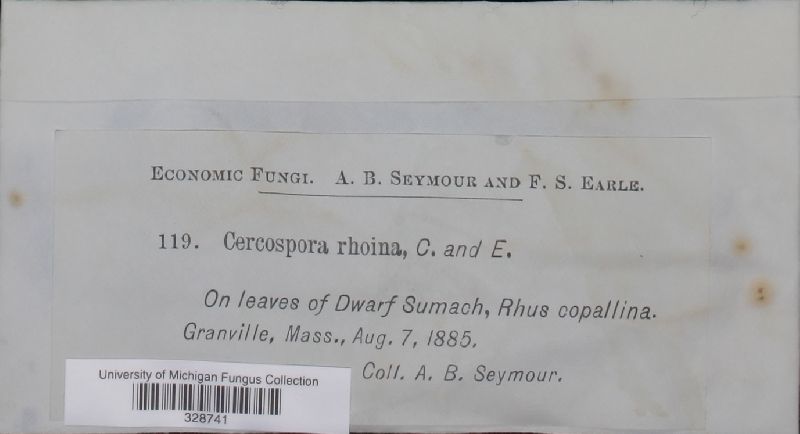 Economic Fungi. A. B. Seymour and F. S. Earle.
119. Cercospora rhoina, C. and E.
On leaves of Dwarf Sumach, Rhus copallina.
Granville, Mass., Aug. 7, 1885.
Coll. A. B. Seymour.
University of Michigan Fungus Collection
328741